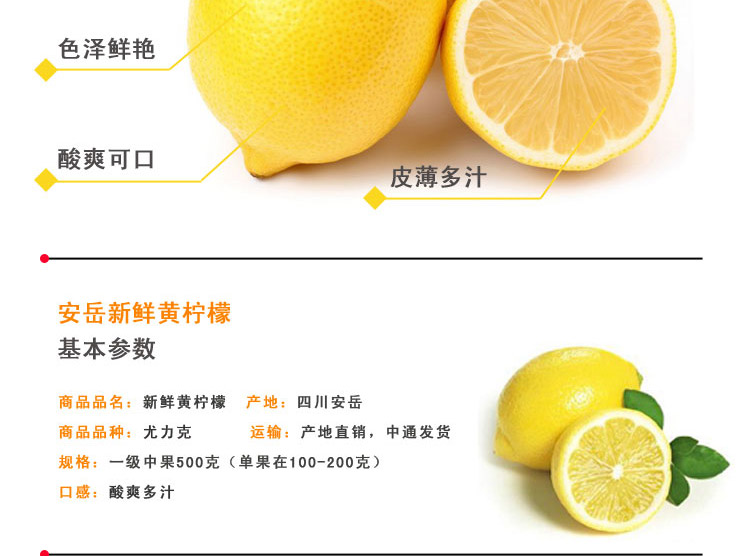 色泽鲜艳
酸爽可口
皮薄多汁
安岳新鲜黄柠檬
基本参数
商品品名：新鲜黄柠檬 产地：四川安岳
商品品种：尤力克 运输：产地直销，中通发货
规格：一级中果500克（单果在100-200克）
口感：酸爽多汁